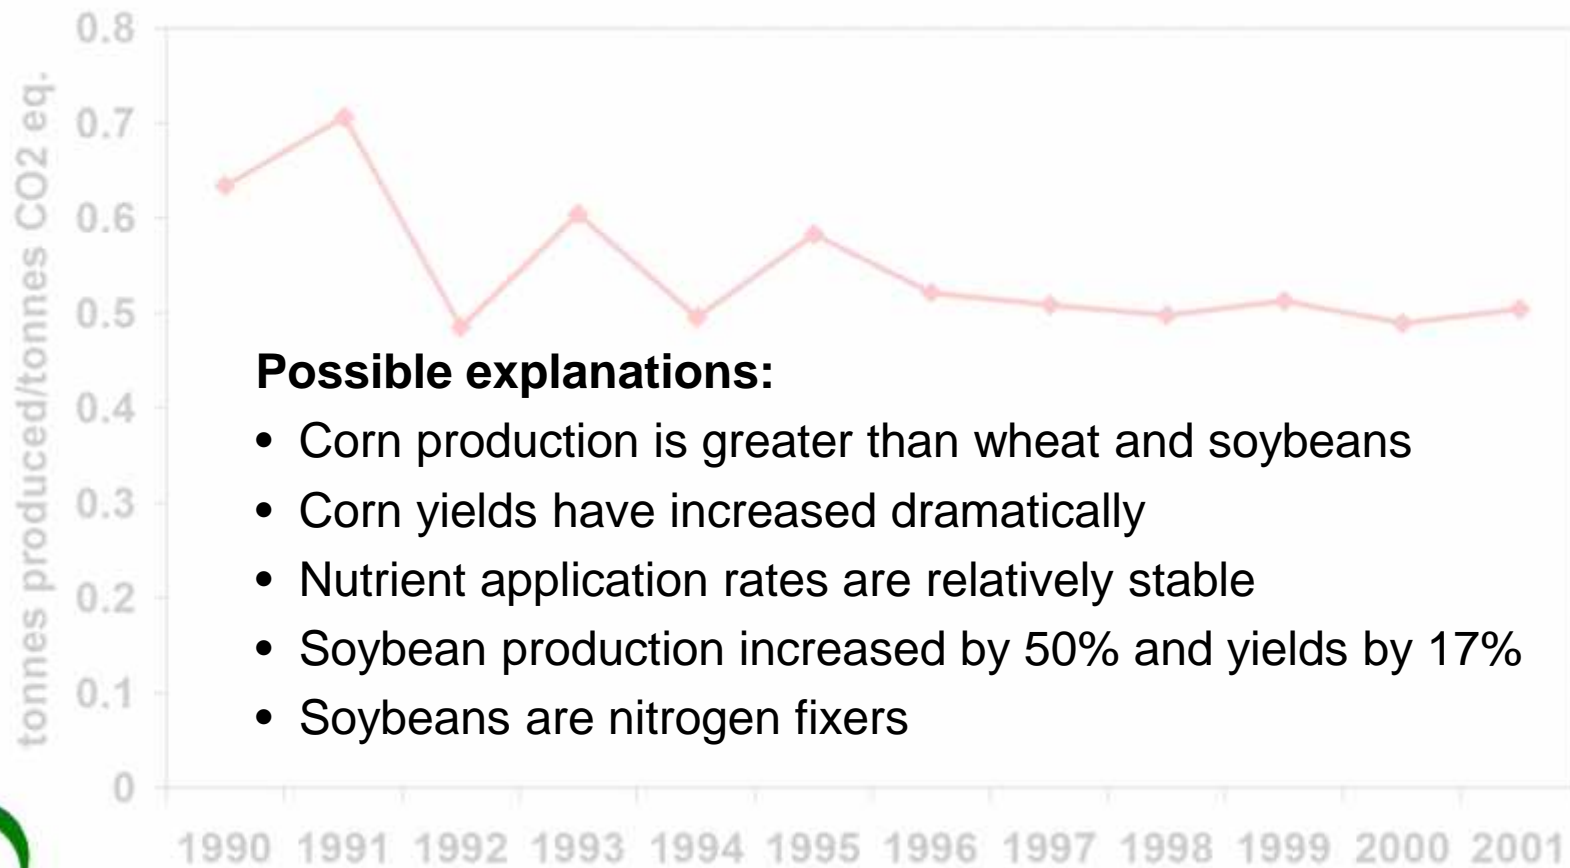 0.8
0.7
0.6
0.5
0.4
0.3
0.2
0.1
0
tonnes produced/tonnes CO2 eq.
Possible explanations:
• Corn production is greater than wheat and soybeans
• Corn yields have increased dramatically
• Nutrient application rates are relatively stable
• Soybean production increased by 50% and yields by 17%
• Soybeans are nitrogen fixers
1990 1991 1992 1993 1994 1995 1996 1997 1998 1999 2000 2001